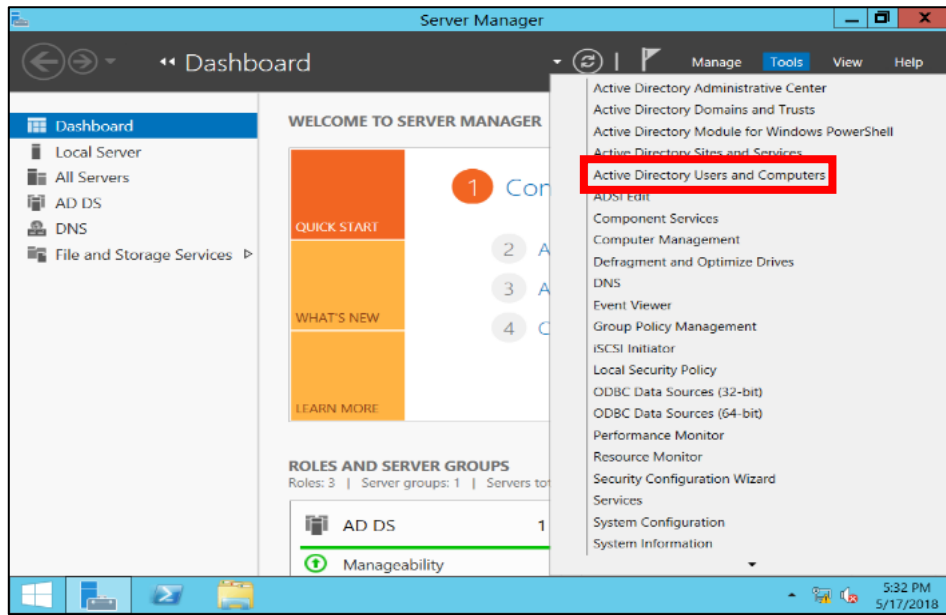 Server Manager
Dashboard
Manage
Tools
View
Help
Dashboard
Local Server
All Servers
AD DS
DNS
File and Storage Services
WELCOME TO SERVER MANAGER
QUICK START
WHAT'S NEW
LEARN MORE
1 Con
2 A
3 A
4 C
ROLES AND SERVER GROUPS
Roles: 3 | Server groups: 1 | Servers tot
AD DS 1
Manageability
Active Directory Administrative Center
Active Directory Domains and Trusts
Active Directory Module for Windows PowerShell
Active Directory Sites and Services
Active Directory Users and Computers
ADSI Edit
Component Services
Computer Management
Defragment and Optimize Drives
DNS
Event Viewer
Group Policy Management
iSCSI Initiator
Local Security Policy
ODBC Data Sources (32-bit)
ODBC Data Sources (64-bit)
Performance Monitor
Resource Monitor
Security Configuration Wizard
Services
System Configuration
System Information
5:32 PM
5/17/2018